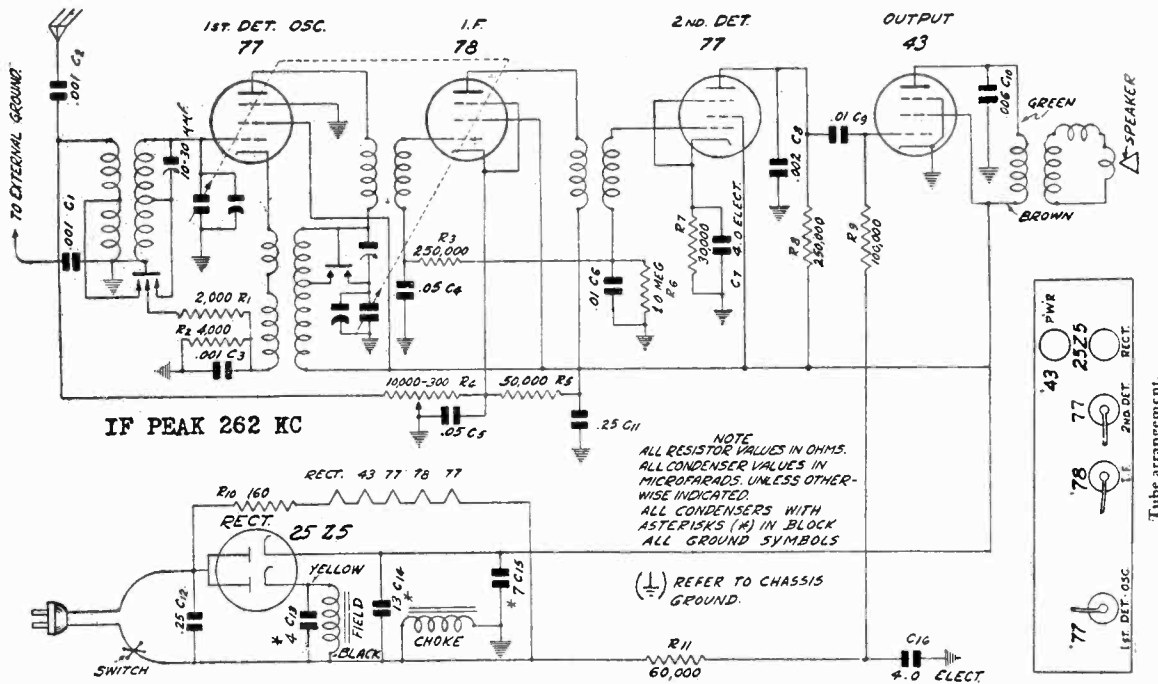 1ST. DET. OSC.
77
I.F.
78
2ND. DET.
77
OUTPUT
43
.001 C2
TO EXTERNAL GROUND.
.001 C1
10-30 MMF.
2,000 R1
R2 4,000
.001 C3
R3
250,000
.05 C4
10,000-300 R4
.05 C5
50,000 R5
.01 C6
1.0 MEG
R6
R7
30,000
4.0 ELECT.
C7
.002 C8
R8
250,000
.01 C9
R9
100,000
.006 C10
GREEN
BROWN
SPEAKER
.25 C11
IF PEAK 262 KC
NOTE
ALL RESISTOR VALUES IN OHMS.
ALL CONDENSER VALUES IN
MICROFARADS. UNLESS OTHER-
WISE INDICATED.
ALL CONDENSERS WITH
ASTERISKS (*) IN BLOCK
ALL GROUND SYMBOLS
REFER TO CHASSIS
GROUND.
RECT. 43 77 78 77
R10 160
RECT.
25Z5
YELLOW
FIELD
BLACK
.25 C12
* 4 C13
13 C14
*
CHOKE
* 7 C15
SWITCH
R11
60,000
C16
4.0 ELECT.
PWR
'43
25Z5
RECT.
77
2ND DET.
'78
I.F.
'77
1ST. DET-OSC
Tube arrangement.